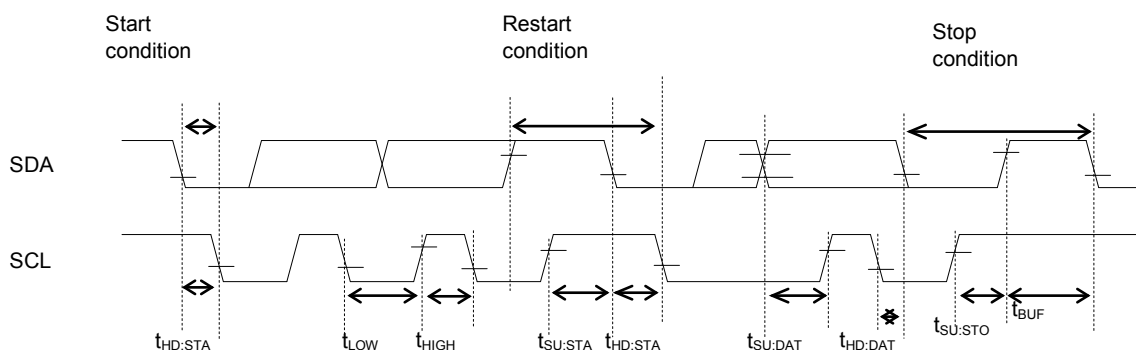 Start
condition
Restart
condition
Stop
condition
SDA
SCL
tHD:STA
tLOW
tHIGH
tSU:STA
tHD:STA
tSU:DAT
tHD:DAT
tSU:STO
tBUF